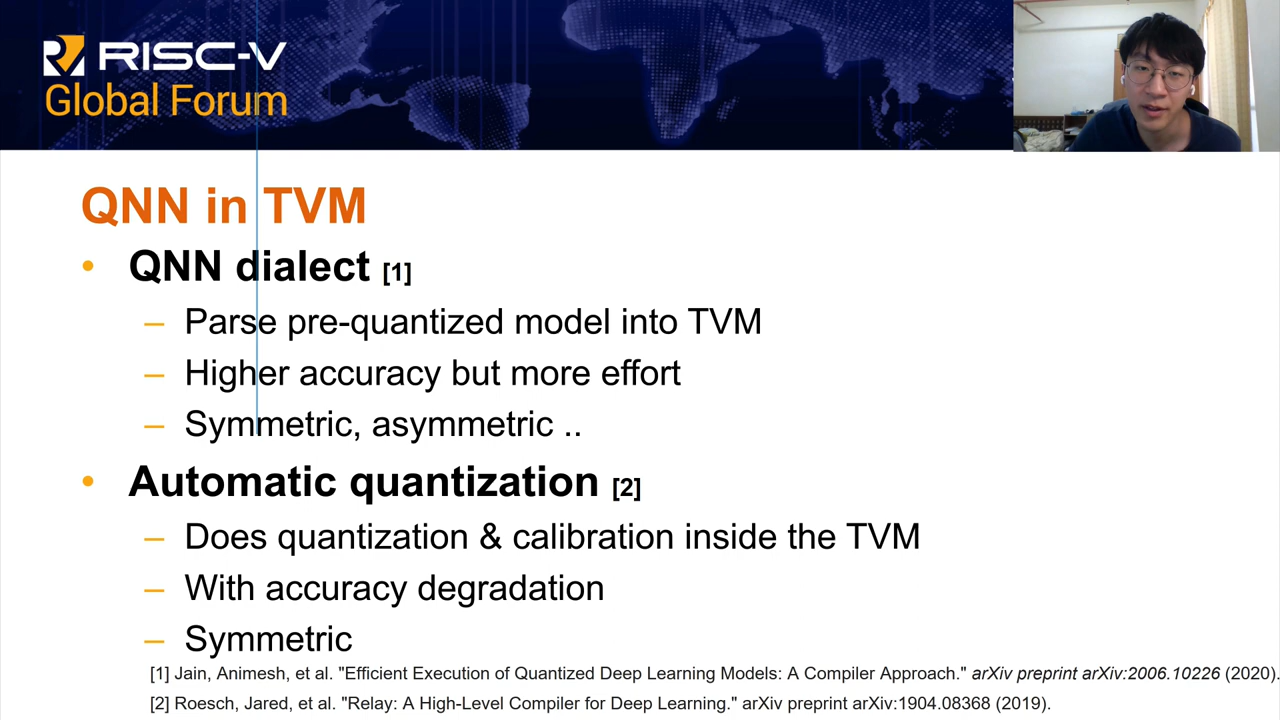 RISC-V
Global Forum
QNN in TVM
• QNN dialect [1]
– Parse pre-quantized model into TVM
– Higher accuracy but more effort
– Symmetric, asymmetric ..
• Automatic quantization [2]
– Does quantization & calibration inside the TVM
– With accuracy degradation
– Symmetric
[1] Jain, Animesh, et al. "Efficient Execution of Quantized Deep Learning Models: A Compiler Approach." arXiv preprint arXiv:2006.10226 (2020).
[2] Roesch, Jared, et al. "Relay: A High-Level Compiler for Deep Learning." arXiv preprint arXiv:1904.08368 (2019).